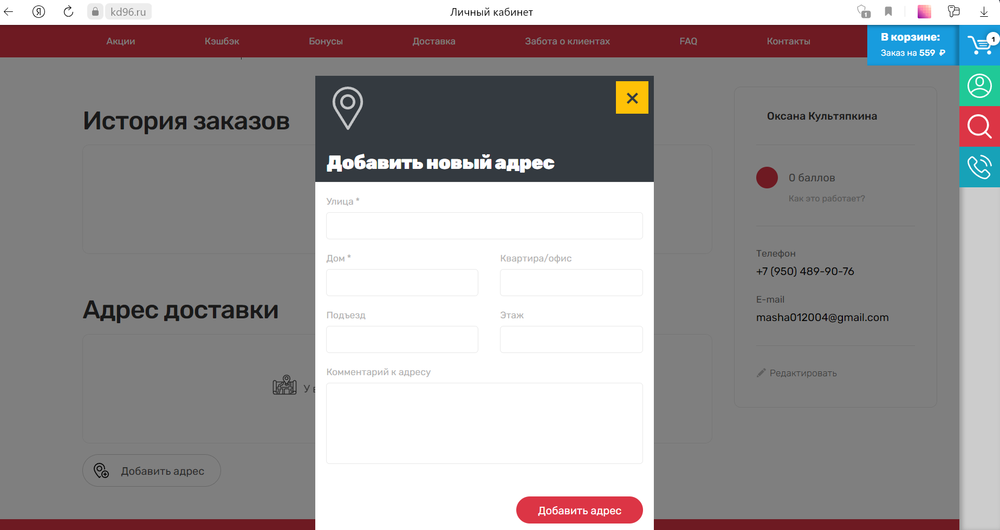 Я
kd96.ru
Личный кабинет
1
Акции
Кэшбэк
Бонусы
Доставка
Забота о клиентах
FAQ
Контакты
В корзине:
Заказ на 559 ₽
1
История заказов
Добавить новый адрес
Оксана Культяпкина
0 баллов
Как это работает?
Улица *
Дом *
Квартира/офис
Телефон
+7 (950) 489-90-76
Подъезд
Этаж
E-mail
masha012004@gmail.com
Адрес доставки
Комментарий к адресу
Редактировать
У в
Добавить адрес
Добавить адрес